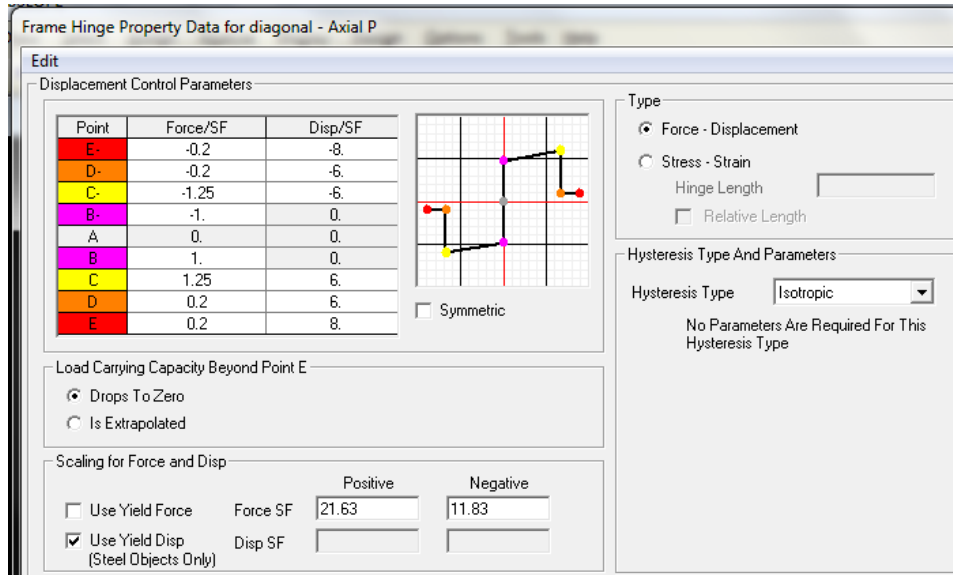 Frame Hinge Property Data for diagonal - Axial P
Edit
Displacement Control Parameters
Point Force/SF Disp/SF
E- -0.2 -8.
D- -0.2 -6.
C- -1.25 -6.
B- -1. 0.
A 0. 0.
B 1. 0.
C 1.25 6.
D 0.2 6.
E 0.2 8.
Symmetric
Load Carrying Capacity Beyond Point E
Drops To Zero
Is Extrapolated
Scaling for Force and Disp
Positive Negative
Use Yield Force Force SF 21.63 11.83
Use Yield Disp Disp SF
(Steel Objects Only)
Type
Force - Displacement
Stress - Strain
Hinge Length
Relative Length
Hysteresis Type And Parameters
Hysteresis Type Isotropic
No Parameters Are Required For This
Hysteresis Type